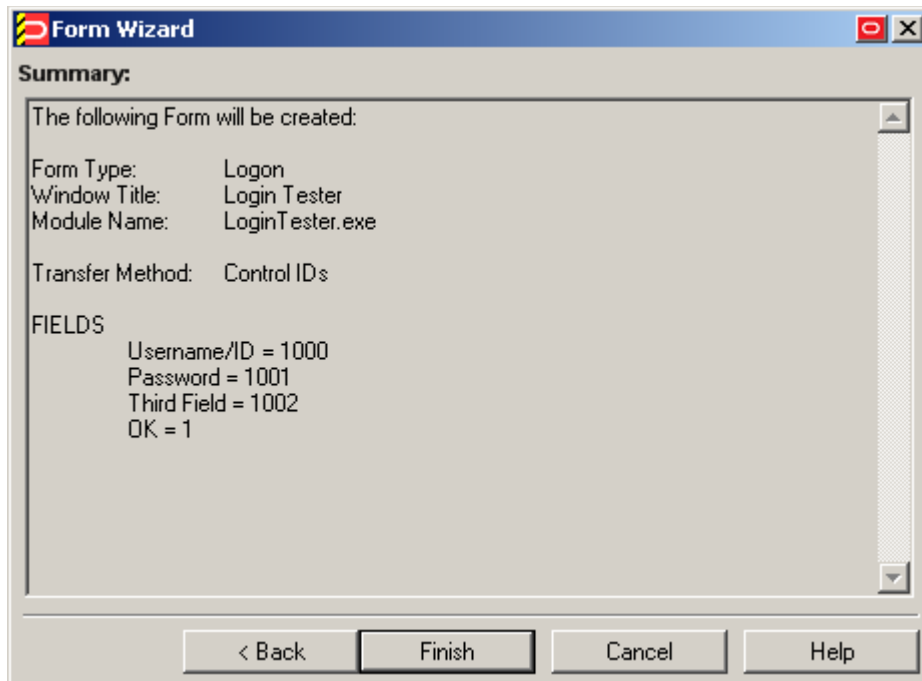 Form Wizard
Summary:
The following Form will be created:
Form Type: Logon
Window Title: Login Tester
Module Name: LoginTester.exe
Transfer Method: Control IDs
FIELDS
Username/ID = 1000
Password = 1001
Third Field = 1002
OK = 1
< Back Finish Cancel Help